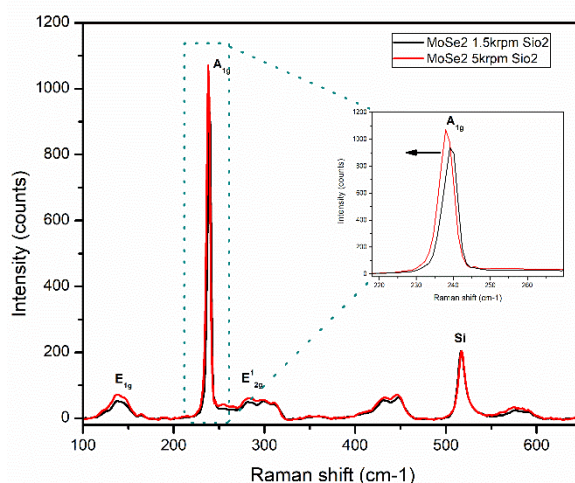 1200
1000
800
600
400
200
0
Intensity (counts)
100 200 300 400 500 600
Raman shift (cm-1)
A1g
E1g
E¹2g
Si
MoSe2 1.5krpm Sio2
MoSe2 5krpm Sio2
A1g
1200
1000
800
600
400
200
0
Intensity (counts)
220 230 240 250 260
Raman shift (cm-1)